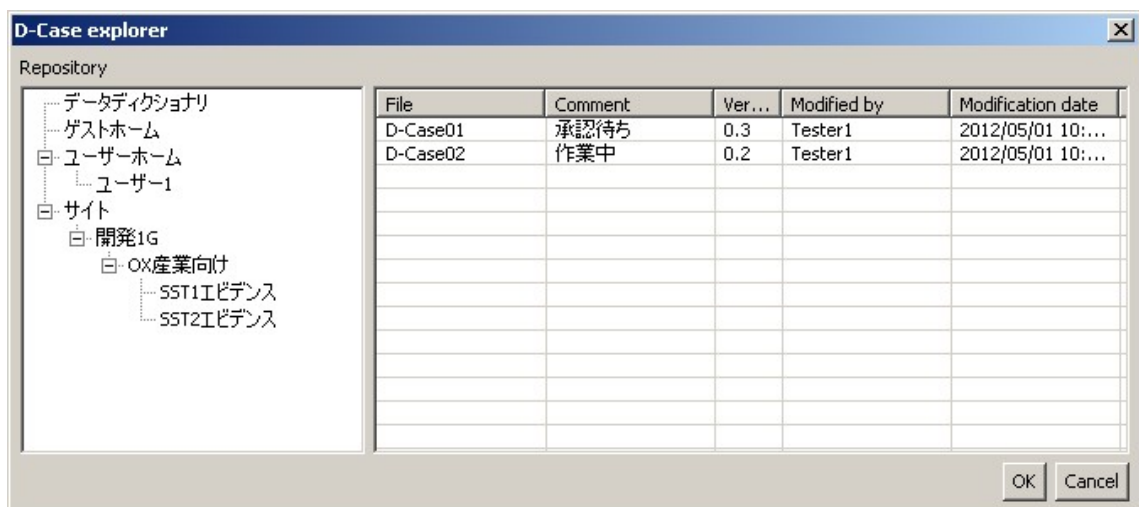 D-Case explorer
Repository
データディクショナリ
ゲストホーム
ユーザーホーム
ユーザー1
サイト
開発1G
OX産業向け
SST1エビデンス
SST2エビデンス
File Comment Ver... Modified by Modification date
D-Case01 承認待ち 0.3 Tester1 2012/05/01 10:...
D-Case02 作業中 0.2 Tester1 2012/05/01 10:...
OK Cancel